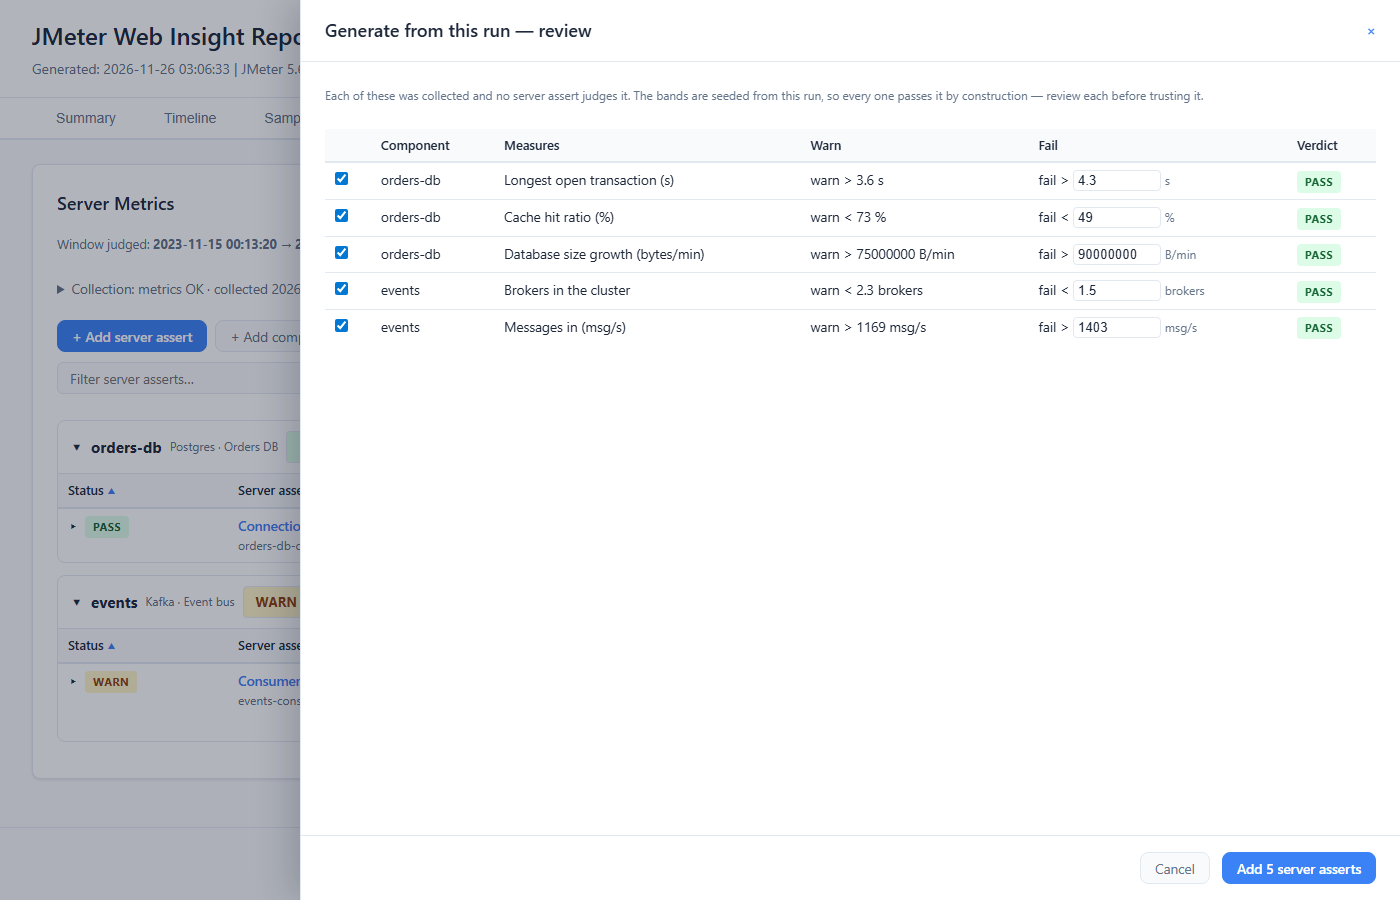 JMeter Web Insight Repo
Generated: 2026-11-26 03:06:33 | JMeter 5.6
Summary Timeline Samp
Server Metrics
Window judged: 2023-11-15 00:13:20 → 2
▶ Collection: metrics OK · collected 2026
+ Add server assert + Add comp
Filter server asserts...
▼ orders-db Postgres · Orders DB
Status ▲ Server asse
▸ PASS Connectio
orders-db-c
▼ events Kafka · Event bus WARN
Status ▲ Server asse
▸ WARN Consumer
events-cons
Generate from this run — review ×
Each of these was collected and no server assert judges it. The bands are seeded from this run, so every one passes it by construction — review each before trusting it.
Component Measures Warn Fail Verdict
orders-db Longest open transaction (s) warn > 3.6 s fail > 4.3 s PASS
orders-db Cache hit ratio (%) warn < 73 % fail < 49 % PASS
orders-db Database size growth (bytes/min) warn > 75000000 B/min fail > 90000000 B/min PASS
events Brokers in the cluster warn < 2.3 brokers fail < 1.5 brokers PASS
events Messages in (msg/s) warn > 1169 msg/s fail > 1403 msg/s PASS
Cancel Add 5 server asserts